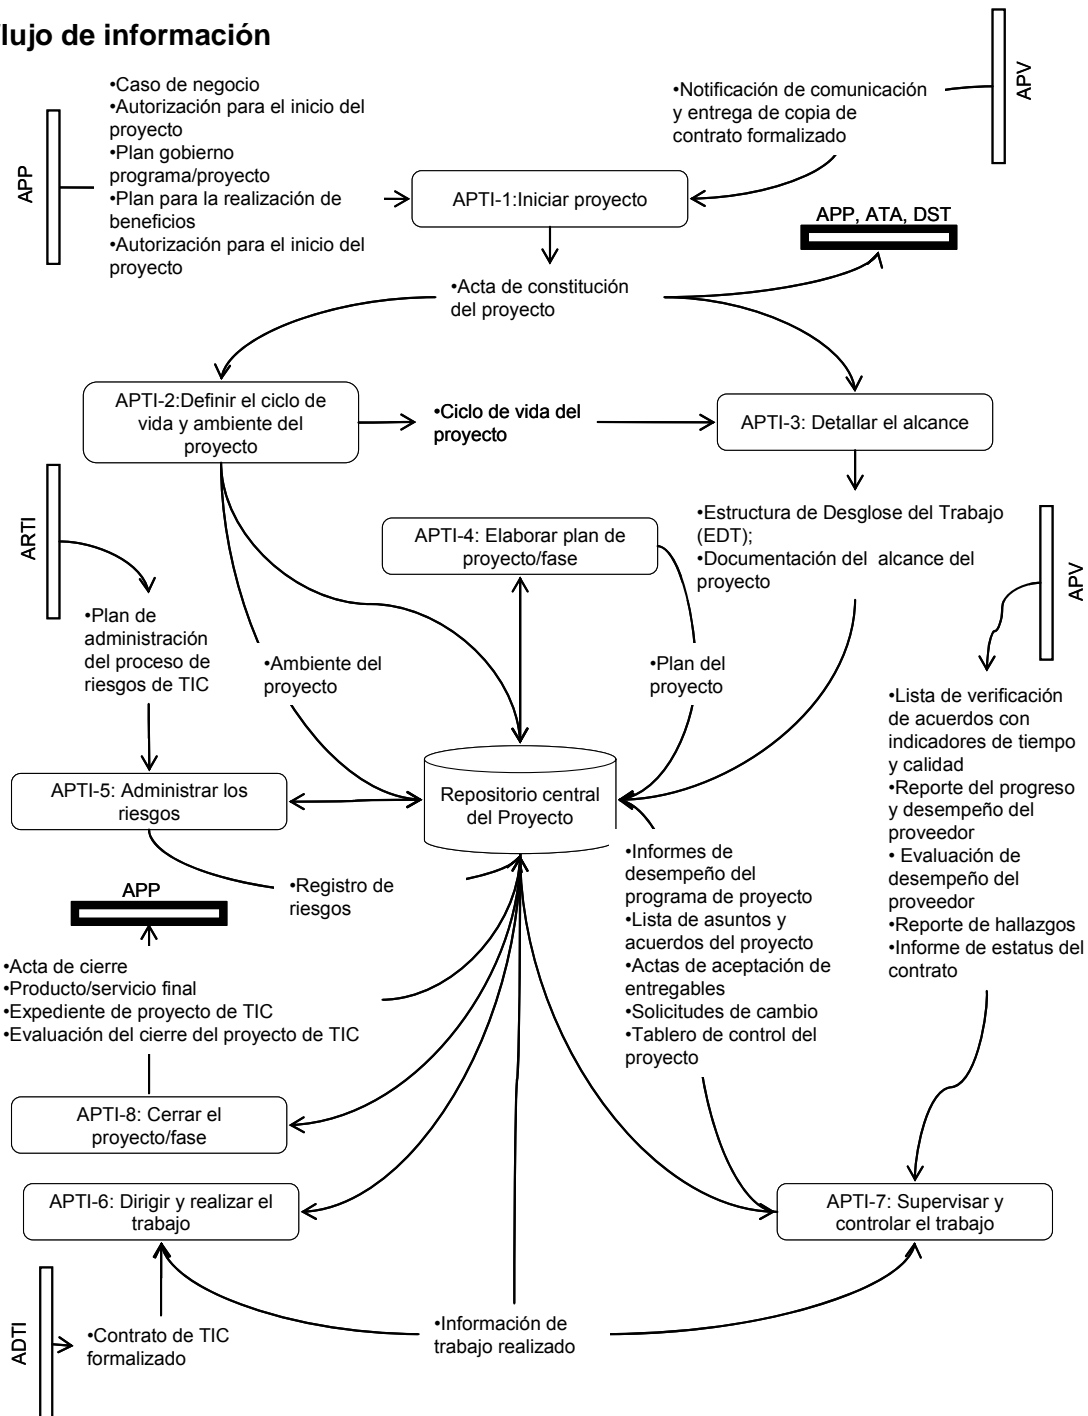 lujo de información
APV
•Caso de negocio
•Autorización para el inicio del
proyecto
•Plan gobierno
programa/proyecto
•Plan para la realización de
beneficios
•Autorización para el inicio del
proyecto
APP
•Notificación de comunicación
y entrega de copia de
contrato formalizado
APTI-1:Iniciar proyecto
APP, ATA, DST
•Acta de constitución
del proyecto
APTI-2:Definir el ciclo de
vida y ambiente del
proyecto
•Ciclo de vida del
proyecto
APTI-3: Detallar el alcance
ARTI
APTI-4: Elaborar plan de
proyecto/fase
•Estructura de Desglose del Trabajo
(EDT);
•Documentación del alcance del
proyecto
APV
•Plan de
administración
del proceso de
riesgos de TIC
•Ambiente del
proyecto
•Plan del
proyecto
•Lista de verificación
de acuerdos con
indicadores de tiempo
y calidad
•Reporte del progreso
y desempeño del
proveedor
• Evaluación de
desempeño del
proveedor
•Reporte de hallazgos
•Informe de estatus del
contrato
APTI-5: Administrar los
riesgos
Repositorio central
del Proyecto
•Informes de
desempeño del
programa de proyecto
•Lista de asuntos y
acuerdos del proyecto
•Actas de aceptación de
entregables
•Solicitudes de cambio
•Tablero de control del
proyecto
•Registro de
riesgos
APP
•Acta de cierre
•Producto/servicio final
•Expediente de proyecto de TIC
•Evaluación del cierre del proyecto de TIC
APTI-8: Cerrar el
proyecto/fase
APTI-6: Dirigir y realizar el
trabajo
APTI-7: Supervisar y
controlar el trabajo
ADTI
•Contrato de TIC
formalizado
•Información de
trabajo realizado